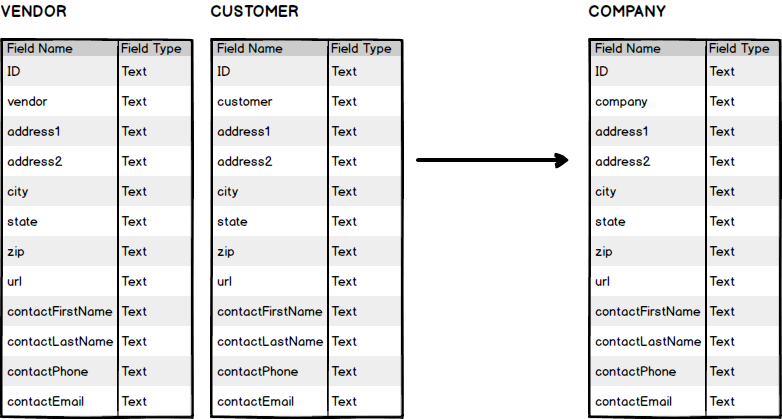 VENDOR CUSTOMER COMPANY
Field Name Field Type Field Name Field Type Field Name Field Type
ID Text ID Text ID Text
vendor Text customer Text company Text
address1 Text address1 Text address1 Text
address2 Text address2 Text address2 Text
city Text city Text city Text
state Text state Text state Text
zip Text zip Text zip Text
url Text url Text url Text
contactFirstName Text contactFirstName Text contactFirstName Text
contactLastName Text contactLastName Text contactLastName Text
contactPhone Text contactPhone Text contactPhone Text
contactEmail Text contactEmail Text contactEmail Text